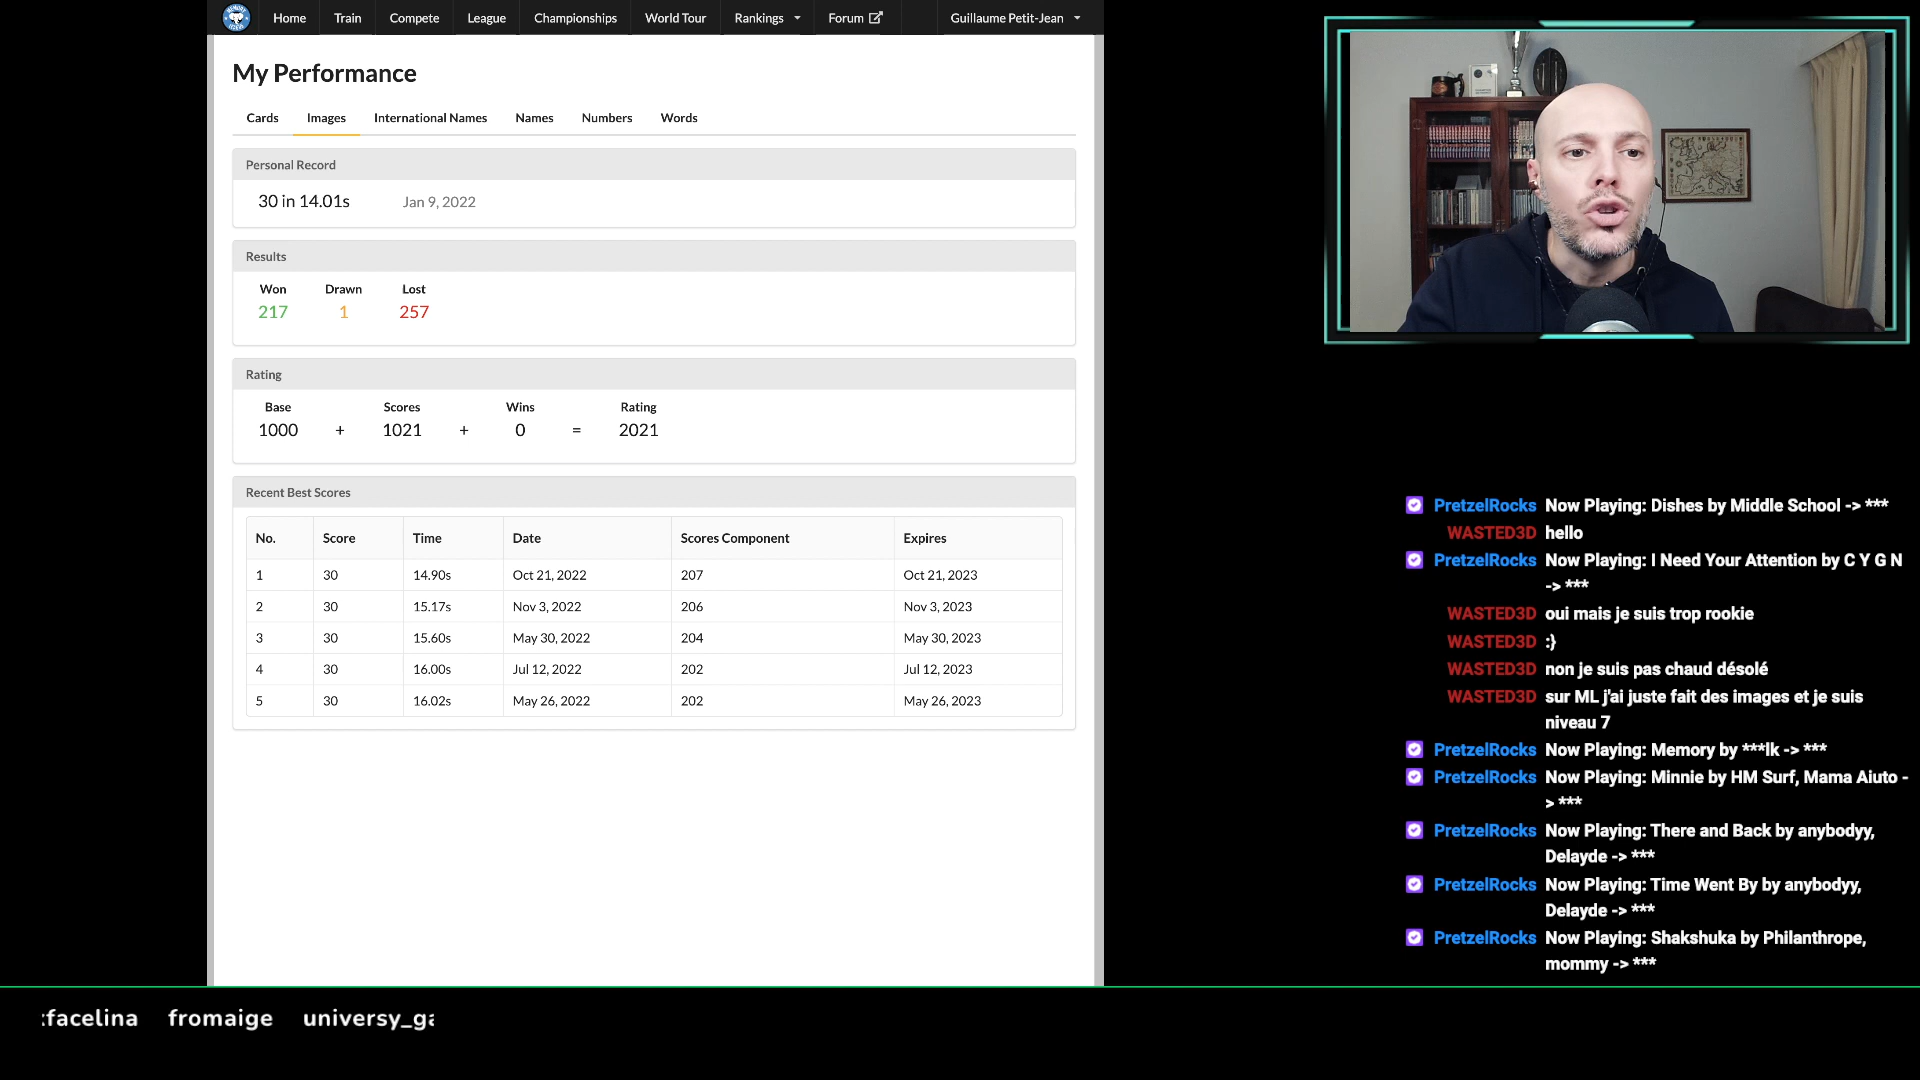 Home Train Compete League Championships World Tour Rankings Forum Guillaume Petit-Jean
My Performance
Cards Images International Names Names Numbers Words
Personal Record
30 in 14.01s Jan 9, 2022
Results
Won Drawn Lost
217 1 257
Rating
Base Scores Wins Rating
1000 + 1021 + 0 = 2021
Recent Best Scores
No. Score Time Date Scores Component Expires
1 30 14.90s Oct 21, 2022 207 Oct 21, 2023
2 30 15.17s Nov 3, 2022 206 Nov 3, 2023
3 30 15.60s May 30, 2022 204 May 30, 2023
4 30 16.00s Jul 12, 2022 202 Jul 12, 2023
5 30 16.02s May 26, 2022 202 May 26, 2023
PretzelRocks Now Playing: Dishes by Middle School -> ***
WASTED3D hello
PretzelRocks Now Playing: I Need Your Attention by C Y G N
-> ***
WASTED3D oui mais je suis trop rookie
WASTED3D :}
WASTED3D non je suis pas chaud désolé
WASTED3D sur ML j'ai juste fait des images et je suis
niveau 7
PretzelRocks Now Playing: Memory by ***lk -> ***
PretzelRocks Now Playing: Minnie by HM Surf, Mama Aiuto -
> ***
PretzelRocks Now Playing: There and Back by anybodyy,
Delayde -> ***
PretzelRocks Now Playing: Time Went By by anybodyy,
Delayde -> ***
PretzelRocks Now Playing: Shakshuka by Philanthrope,
mommy -> ***
facelina fromaige universy_ga